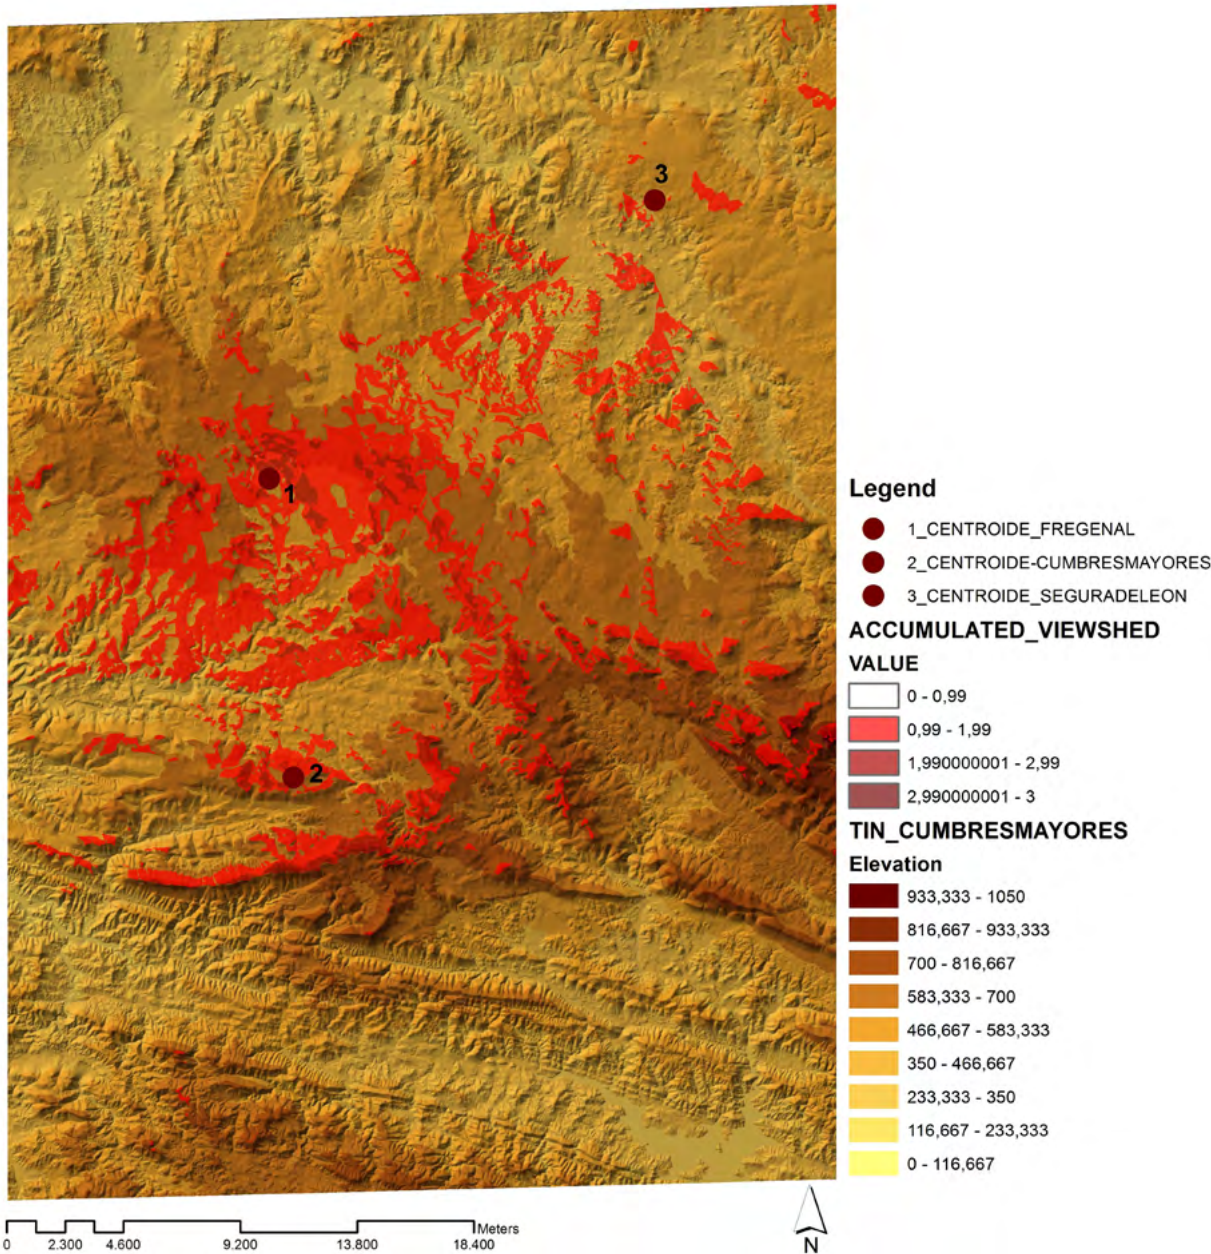 3
1
2
Legend
1_CENTROIDE_FREGENAL
2_CENTROIDE-CUMBRESMAYORES
3_CENTROIDE_SEGURADELEON
ACCUMULATED_VIEWSHED
VALUE
0 - 0,99
0,99 - 1,99
1,990000001 - 2,99
2,990000001 - 3
TIN_CUMBRESMAYORES
Elevation
933,333 - 1050
816,667 - 933,333
700 - 816,667
583,333 - 700
466,667 - 583,333
350 - 466,667
233,333 - 350
116,667 - 233,333
0 - 116,667
Meters
0 2.300 4.600 9.200 13.800 18.400
N